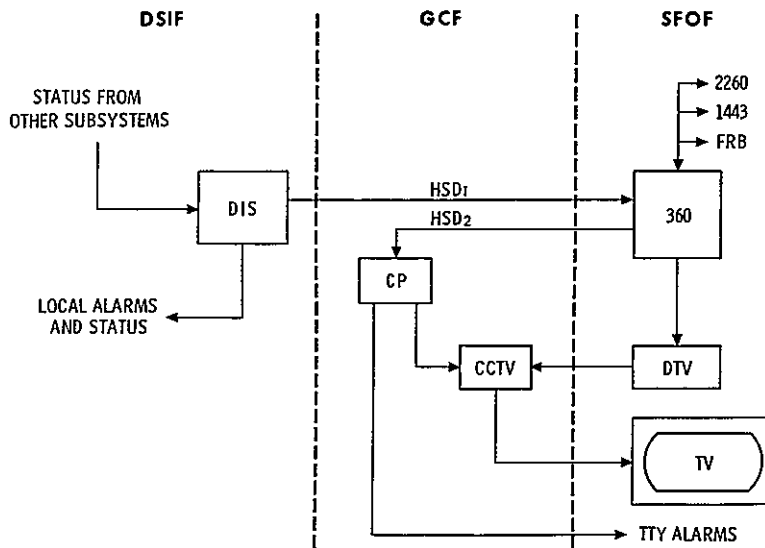 DSIF
GCF
SFOF
STATUS FROM
OTHER SUBSYSTEMS
2260
1443
FRB
DIS
HSD1
HSD2
360
CP
LOCAL ALARMS
AND STATUS
CCTV
DTV
TV
TTY ALARMS